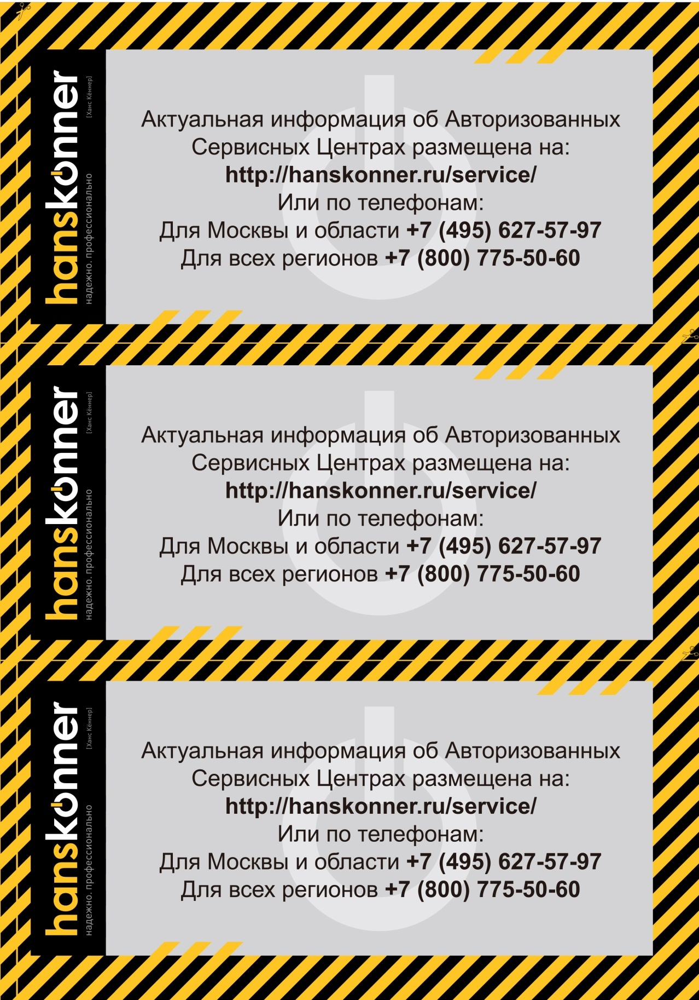 hanskonner
[Ханс Кённер]
надежно. профессионально
Актуальная информация об Авторизованных
Сервисных Центрах размещена на:
http://hanskonner.ru/service/
Или по телефонам:
Для Москвы и области +7 (495) 627-57-97
Для всех регионов +7 (800) 775-50-60
hanskonner
[Ханс Кённер]
надежно. профессионально
Актуальная информация об Авторизованных
Сервисных Центрах размещена на:
http://hanskonner.ru/service/
Или по телефонам:
Для Москвы и области +7 (495) 627-57-97
Для всех регионов +7 (800) 775-50-60
hanskonner
[Ханс Кённер]
надежно. профессионально
Актуальная информация об Авторизованных
Сервисных Центрах размещена на:
http://hanskonner.ru/service/
Или по телефонам:
Для Москвы и области +7 (495) 627-57-97
Для всех регионов +7 (800) 775-50-60